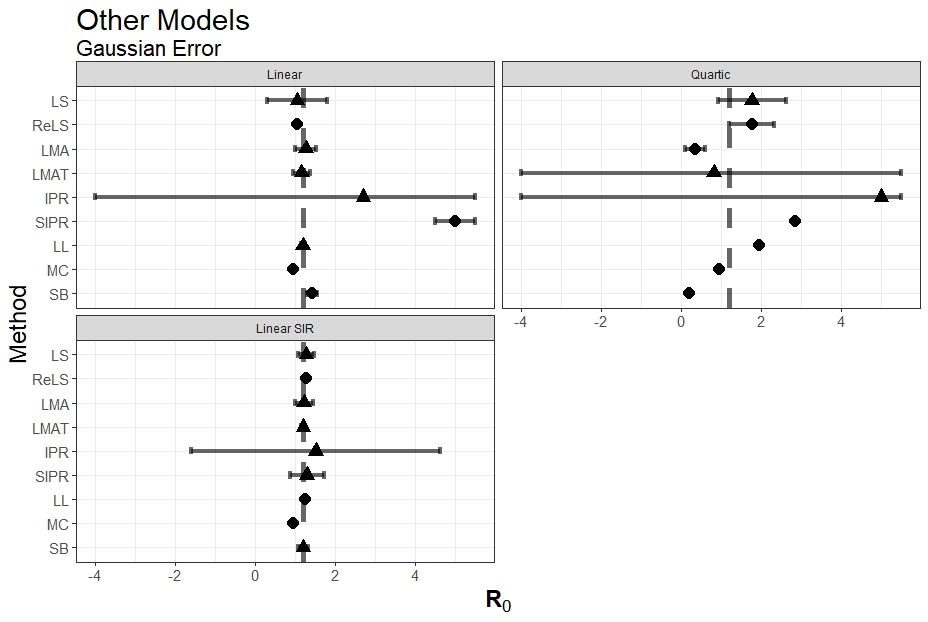 Other Models
Gaussian Error
Linear
Quartic
LS
ReLS
LMA
LMAT
IPR
SIPR
LL
MC
SB
-4 -2 0 2 4
Method
Linear SIR
LS
ReLS
LMA
LMAT
IPR
SIPR
LL
MC
SB
-4 -2 0 2 4
R0